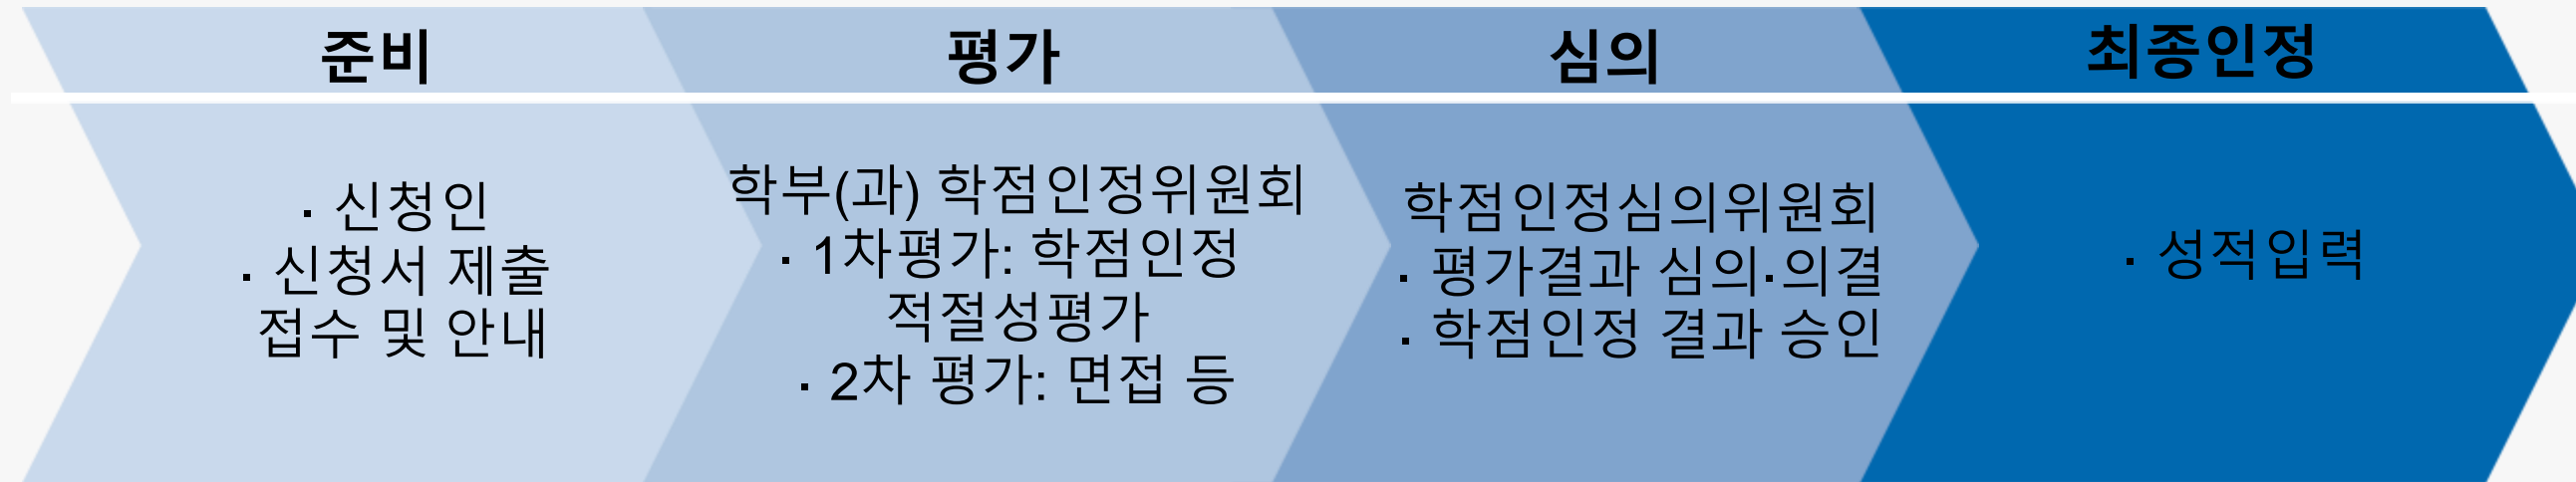 준비
· 신청인
· 신청서 제출
접수 및 안내
평가
학부(과) 학점인정위원회
· 1차평가: 학점인정
적절성평가
· 2차 평가: 면접 등
심의
학점인정심의위원회
· 평가결과 심의·의결
· 학점인정 결과 승인
최종인정
· 성적입력